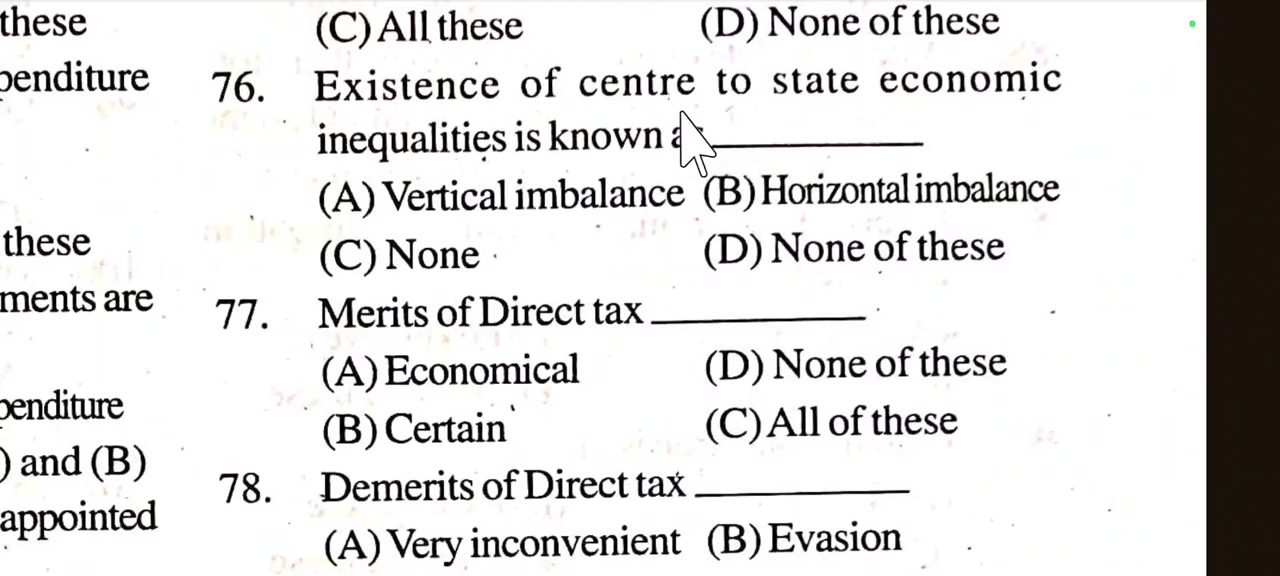 these
penditure
these
ments are
penditure
) and (B)
appointed
(C) All these (D) None of these
76. Existence of centre to state economic
inequalities is known
(A) Vertical imbalance (B) Horizontal imbalance
(C) None (D) None of these
77. Merits of Direct tax
(A) Economical (D) None of these
(B) Certain (C) All of these
78. Demerits of Direct tax
(A) Very inconvenient (B) Evasion